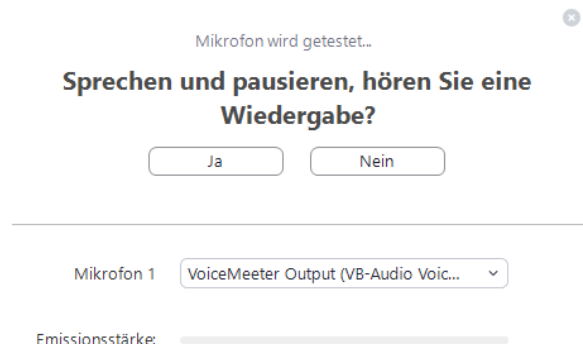 Mikrofon wird getestet...
Sprechen und pausieren, hören Sie eine
Wiedergabe?
Ja Nein
Mikrofon 1 VoiceMeeter Output (VB-Audio Voic...
Emissionsstärke: